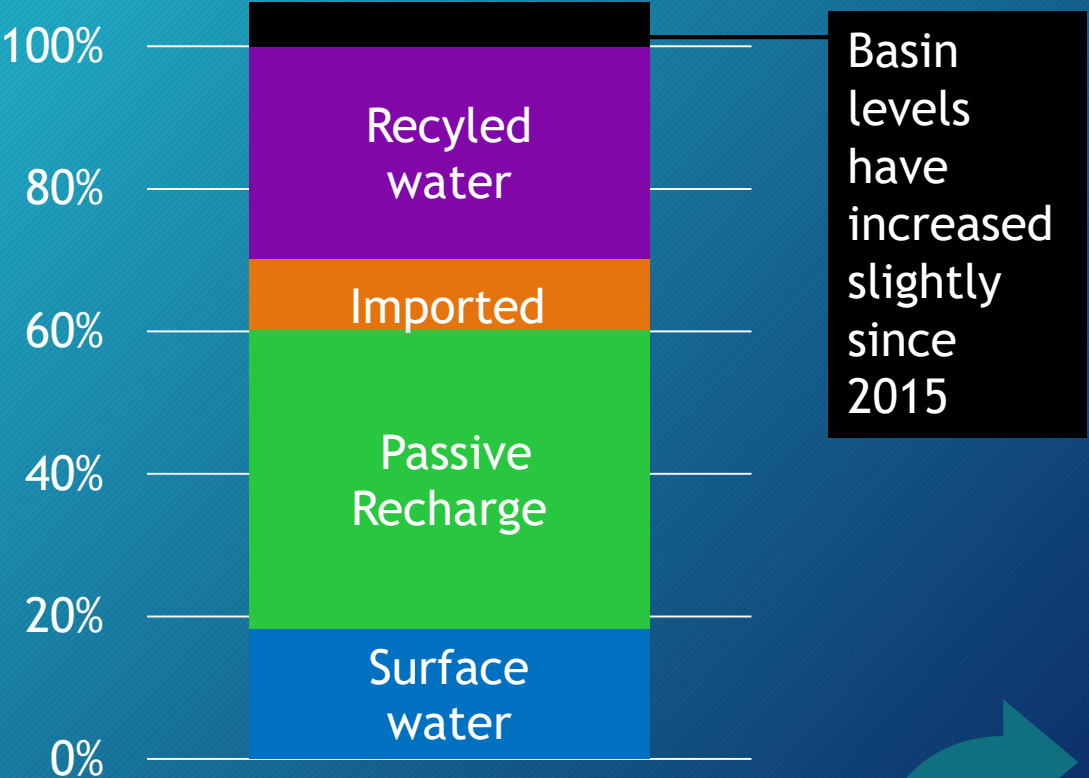 100%
80%
60%
40%
20%
0%
Recyled
water
Imported
Passive
Recharge
Surface
water
Basin
levels
have
increased
slightly
since
2015